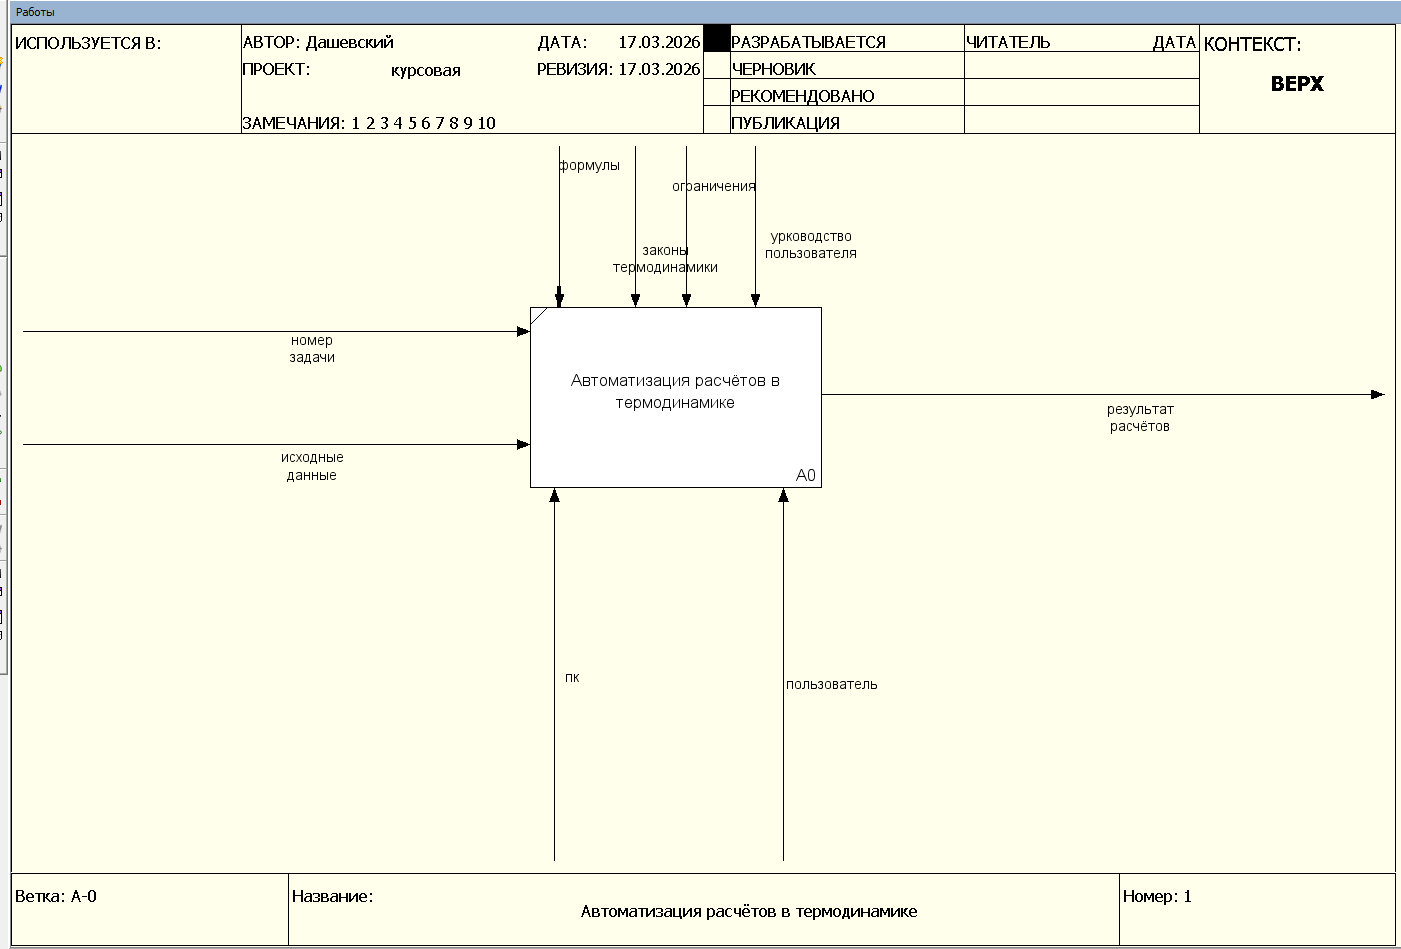 Работы
ИСПОЛЬЗУЕТСЯ В:
АВТОР: Дашевский
ДАТА: 17.03.2026
ПРОЕКТ: курсовая
РЕВИЗИЯ: 17.03.2026
ЗАМЕЧАНИЯ: 1 2 3 4 5 6 7 8 9 10
РАЗРАБАТЫВАЕТСЯ
ЧЕРНОВИК
РЕКОМЕНДОВАНО
ПУБЛИКАЦИЯ
ЧИТАТЕЛЬ
ДАТА
КОНТЕКСТ:
ВЕРХ
формулы
ограничения
урководство
пользователя
законы
термодинамики
номер
задачи
Автоматизация расчётов в
термодинамике
A0
результат
расчётов
исходные
данные
пк
пользователь
Ветка: A-0
Название:
Автоматизация расчётов в термодинамике
Номер: 1